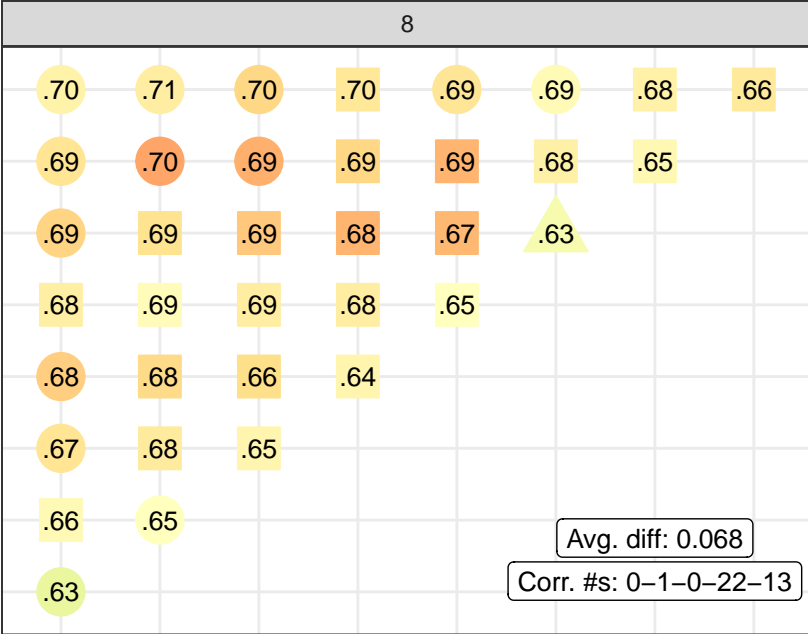 8
.70 .71 .70 .70 .69 .69 .68 .66
.69 .70 .69 .69 .69 .68 .65
.69 .69 .69 .68 .67 .63
.68 .69 .69 .68 .65
.68 .68 .66 .64
.67 .68 .65
.66 .65
Avg. diff: 0.068
Corr. #s: 0−1−0−22−13
.63